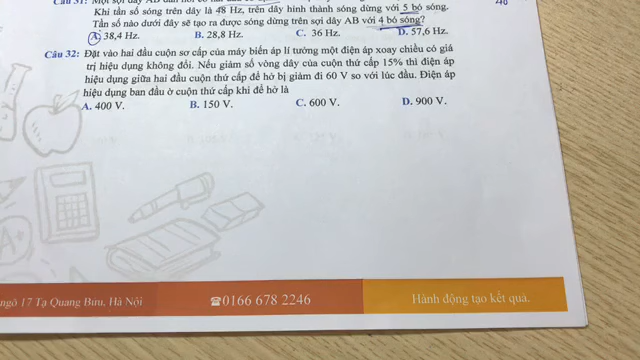 Khi tần số sóng trên dây là 48 Hz, trên dây hình thành sóng dừng với 5 bó sóng.
Tần số nào dưới đây sẽ tạo ra được sóng dừng trên sợi dây AB với 4 bó sóng?
A. 38,4 Hz. B. 28,8 Hz. C. 36 Hz. D. 57,6 Hz.
Câu 32: Đặt vào hai đầu cuộn sơ cấp của máy biến áp lí tưởng một điện áp xoay chiều có giá
trị hiệu dụng không đổi. Nếu giảm số vòng dây của cuộn thứ cấp 15% thì điện áp
hiệu dụng giữa hai đầu cuộn thứ cấp để hở bị giảm đi 60 V so với lúc đầu. Điện áp
hiệu dụng ban đầu ở cuộn thứ cấp khi để hở là
A. 400 V. B. 150 V. C. 600 V. D. 900 V.
A+
ngõ 17 Tạ Quang Bửu, Hà Nội ☎0166 678 2246 Hành động tạo kết quả.